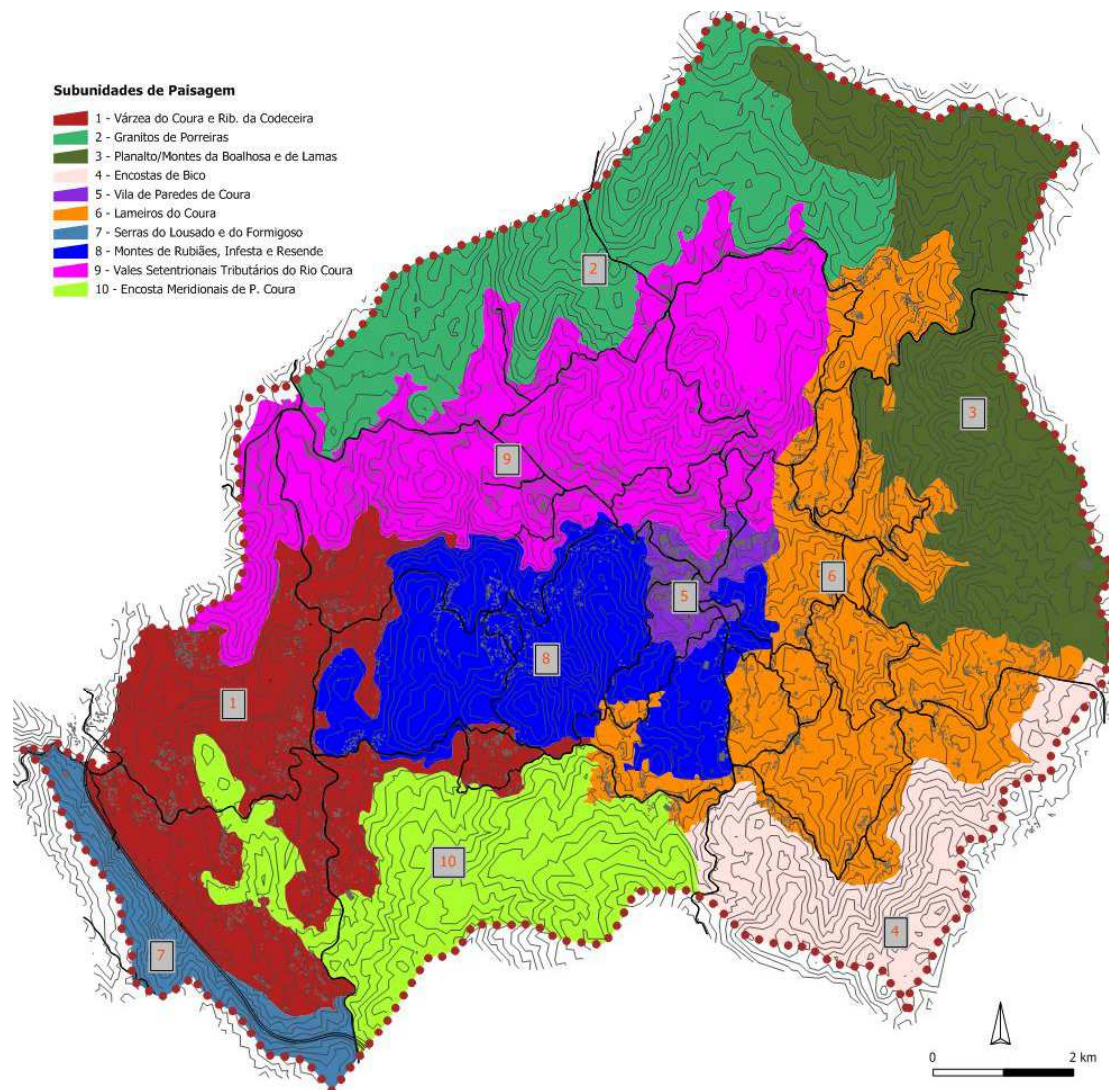 Subunidades de Paisagem
1 - Várzea do Coura e Rib. da Codeceira
2 - Granitos de Porreiras
3 - Planalto/Montes da Boalhosa e de Lamas
4 - Encostas de Bico
5 - Vila de Paredes de Coura
6 - Lameiros do Coura
7 - Serras do Lousado e do Formigoso
8 - Montes de Rubiães, Infesta e Resende
9 - Vales Setentrionais Tributários do Rio Coura
10 - Encosta Meridionais de P. Coura
2
3
9
6
5
8
1
10
4
7
0 2 km